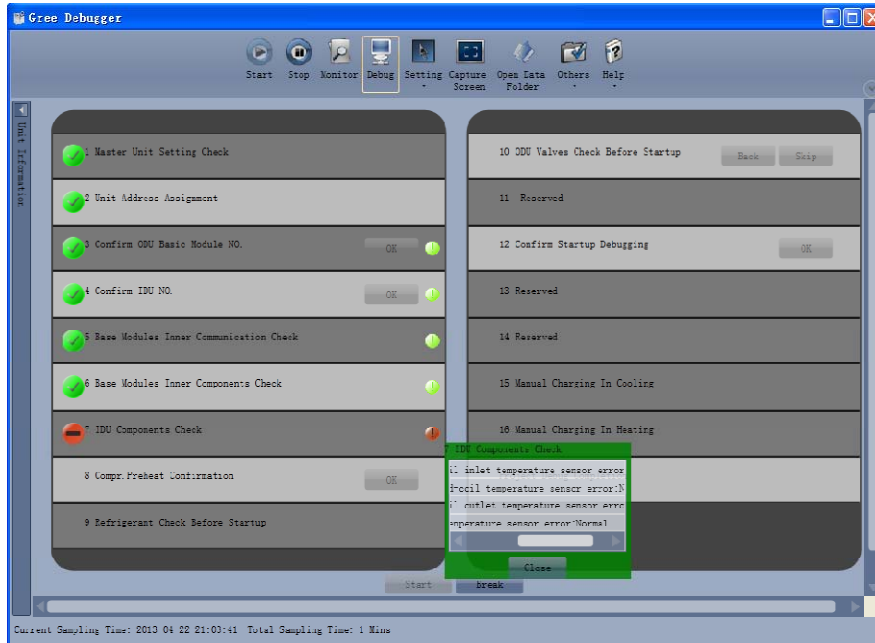 Gree Debugger
Start Stop Monitor Debug Setting Capture Screen Open Data Folder Others Help
Unit Information
1 Master Unit Setting Check
2 Unit Address Assignment
3 Confirm ODU Basic Module NO. OK
4 Confirm IDU NO. OK
5 Base Modules Inner Communication Check
6 Base Modules Inner Components Check
7 IDU Components Check
8 Compr. Preheat Confirmation OK
9 Refrigerant Check Before Startup
10 ODU Valves Check Before Startup Back Skip
11 Reserved
12 Confirm Startup Debugging OK
13 Reserved
14 Reserved
15 Manual Charging In Cooling
16 Manual Charging In Heating
7 IDU Components Check
il inlet temperature sensor error
d-coil temperature sensor error:N
il outlet temperature sensor erro
emperature sensor error:Normal
Close
Start Break
Current Sampling Time: 2013 04 22 21:03:41 Total Sampling Time: 1 Mins